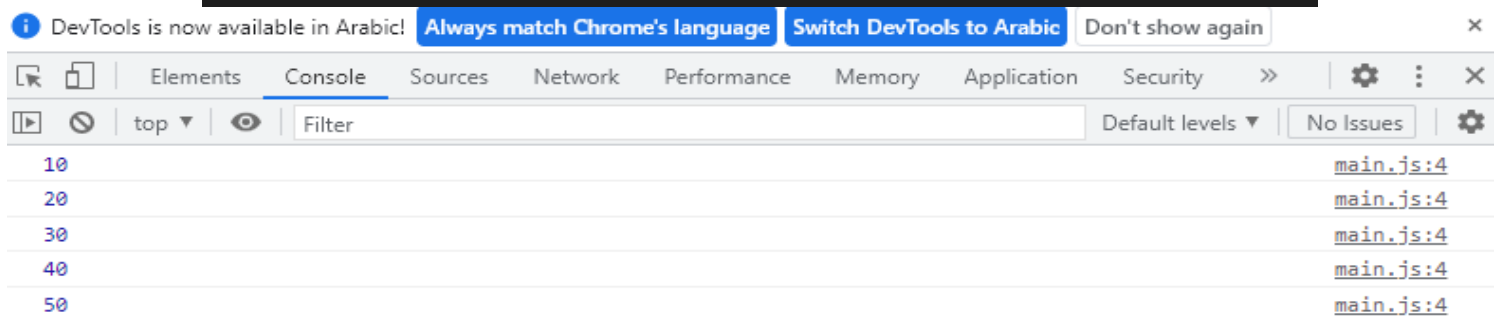 DevTools is now available in Arabic! Always match Chrome's language Switch DevTools to Arabic Don't show again ×
Elements Console Sources Network Performance Memory Application Security »
top ▼ Filter Default levels ▼ No Issues
10 main.js:4
20 main.js:4
30 main.js:4
40 main.js:4
50 main.js:4